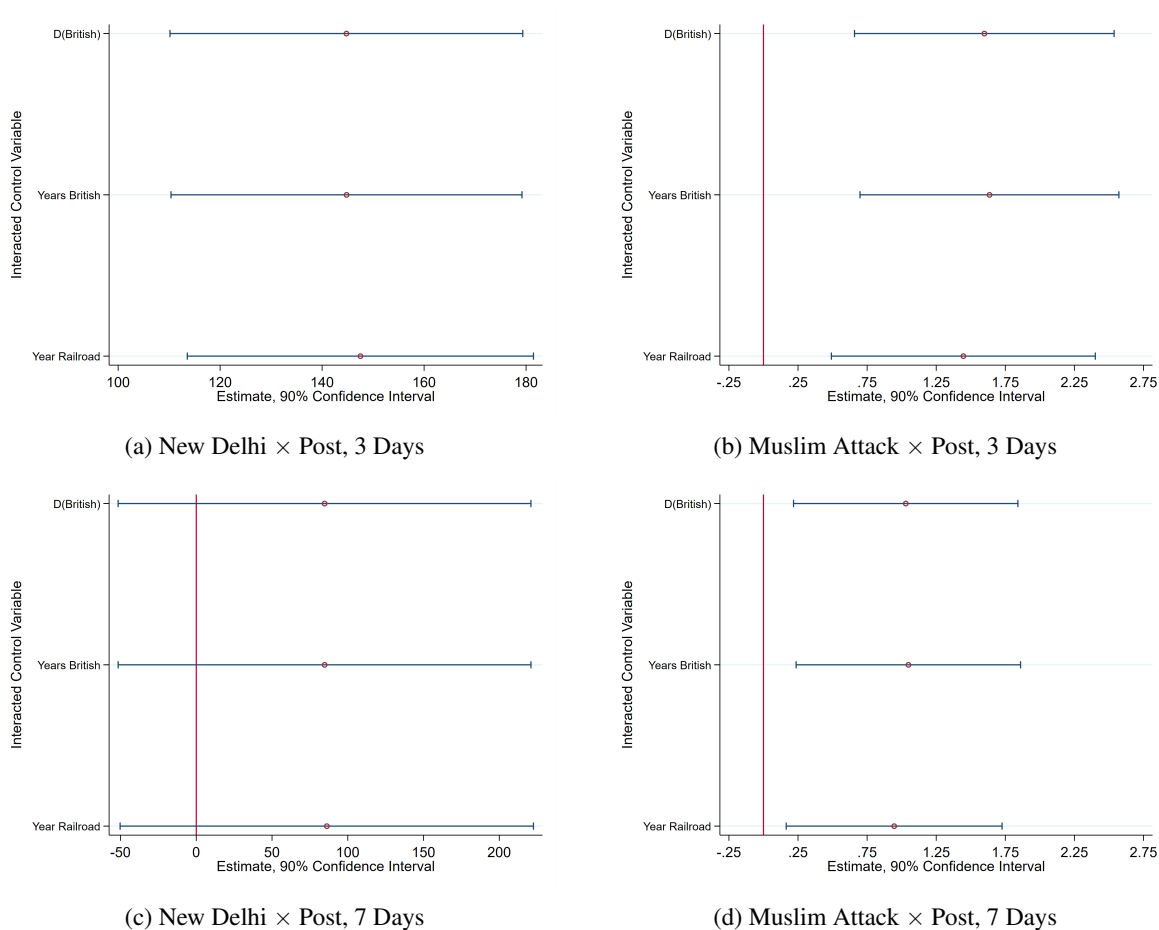 D(British)
Years British
Year Railroad
Interacted Control Variable
100 120 140 160 180
Estimate, 90% Confidence Interval
(a) New Delhi × Post, 3 Days
D(British)
Years British
Year Railroad
Interacted Control Variable
-.25 .25 .75 1.25 1.75 2.25 2.75
Estimate, 90% Confidence Interval
(b) Muslim Attack × Post, 3 Days
D(British)
Years British
Year Railroad
Interacted Control Variable
-50 0 50 100 150 200
Estimate, 90% Confidence Interval
(c) New Delhi × Post, 7 Days
D(British)
Years British
Year Railroad
Interacted Control Variable
-.25 .25 .75 1.25 1.75 2.25 2.75
Estimate, 90% Confidence Interval
(d) Muslim Attack × Post, 7 Days